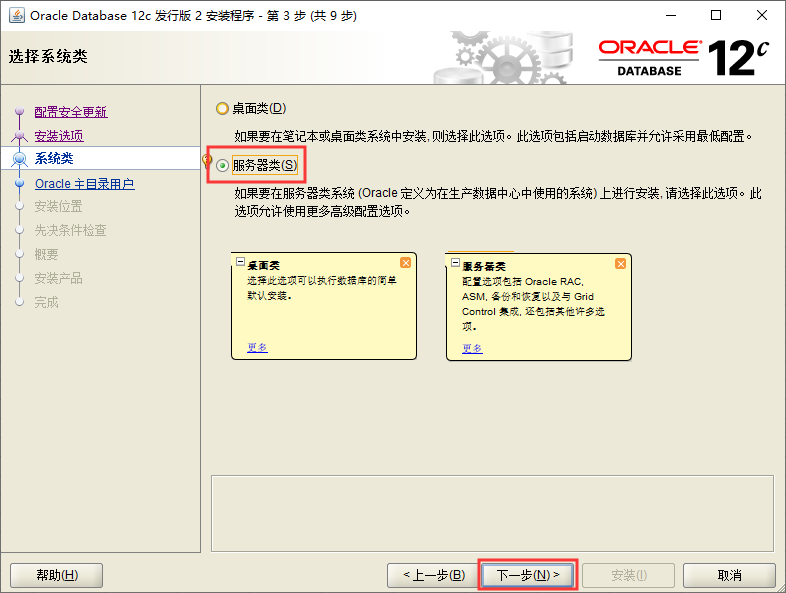 Oracle Database 12c 发行版 2 安装程序 - 第 3 步 (共 9 步)
选择系统类
ORACLE
DATABASE
12c
配置安全更新
安装选项
系统类
Oracle 主目录用户
安装位置
先决条件检查
概要
安装产品
完成
桌面类(D)
如果要在笔记本或桌面类系统中安装, 则选择此选项。此选项包括启动数据库并允许采用最低配置。
服务器类(S)
如果要在服务器类系统 (Oracle 定义为在生产数据中心中使用的系统) 上进行安装, 请选择此选项。此
选项允许使用更多高级配置选项。
桌面类
选择此选项可以执行数据库的简单
默认安装。
更多
服务器类
配置选项包括 Oracle RAC,
ASM, 备份和恢复以及与 Grid
Control 集成, 还包括其他许多选
项。
更多
帮助(H)
< 上一步(B)
下一步(N) >
安装(I)
取消